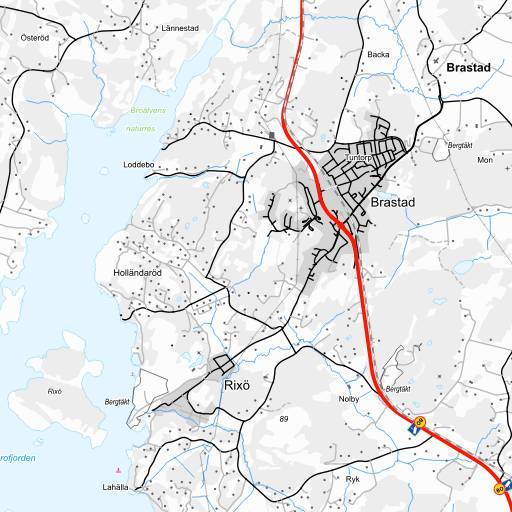 Lännestad
Österöd
Backa
Brastad
Broälvens
naturres
Bergtäkt
Tuntorp
Mon
Loddebo
Brastad
Holländaröd
Rixö
Rixö
Bergtäkt
Bergtäkt
Nolby
89
rofjorden
Ryk
Lahälla